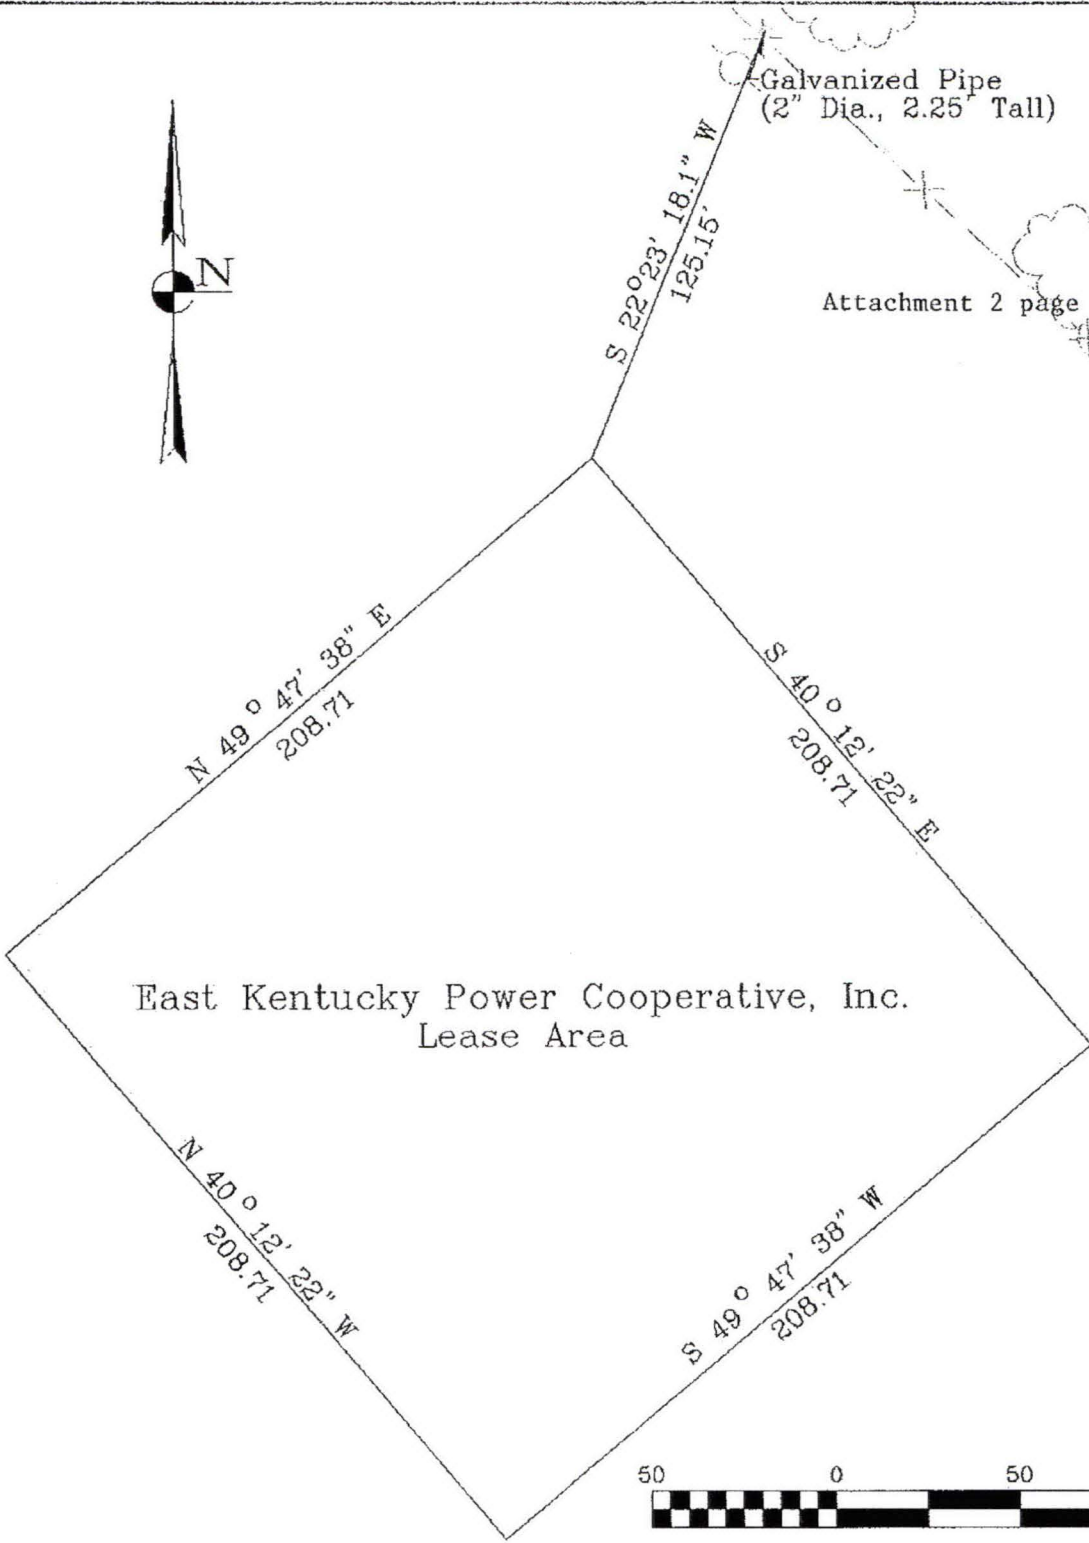 Galvanized Pipe
(2" Dia., 2.25' Tall)
N
S 22°23' 18.1" W
125.15'
Attachment 2 page
N 49° 47' 38" E
208.71
S 40° 12' 22" E
208.71
East Kentucky Power Cooperative, Inc.
Lease Area
N 40° 12' 22" W
208.71
S 49° 47' 38" W
208.71
50 0 50